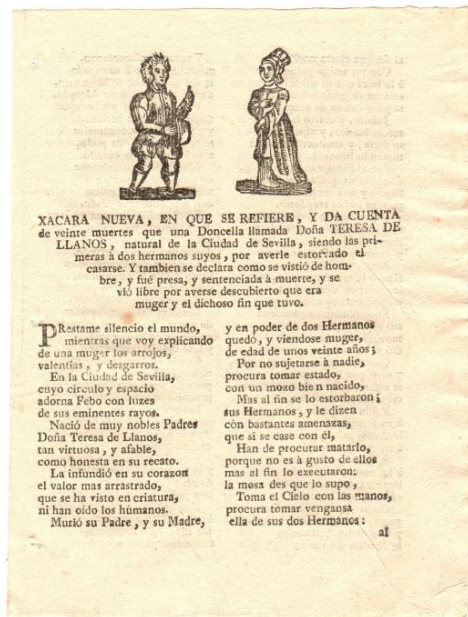 XACARA NUEVA, EN QUE SE REFIERE, Y DA CUENTA
de veinte muertes que una Doncella llamada Doña TERESA DE
LLANOS, natural de la Ciudad de Sevilla, siendo las pri-
meras à dos hermanos suyos, por averle estorvado el
casarse. Y tambien se declara como se vistió de hom-
bre, y fué presa, y sentenciada à muerte, y se
vió libre por averse descubierto que era
muger y el dichoso fin que tuvo.
PRestame silencio el mundo,
mientras que voy explicando
de una muger los arrojos,
valentias, y desgarros.
En la Ciudad de Sevilla,
cuyo circulo y espacio
adorna Febo con luzes
de sus eminentes rayos.
Nació de muy nobles Padres
Doña Teresa de Llanos,
tan virtuosa, y afable,
como honesta en su recato.
La infundió en su corazon
el valor mas arrastrado,
que se ha visto en criatura,
ni han oído los húmanos.
Murió su Padre, y su Madre,
y en poder de dos Hermanos
quedó, y viendose muger,
de edad de unos veinte años;
Por no sujetarse à nadie,
procura tomar estado,
con un mozo bien nacido,
Mas al fin se lo estorbaron;
sus Hermanos, y le dizen
còn bastantes amenazas,
que si se case con él,
Han de procurar matarlo,
porque no es à gusto de ellos
mas al fin lo executaron:
la mosa des que lo supo,
Toma el Cielo con las manos,
procura tomar vengansa
ella de sus dos Hermanos:
al